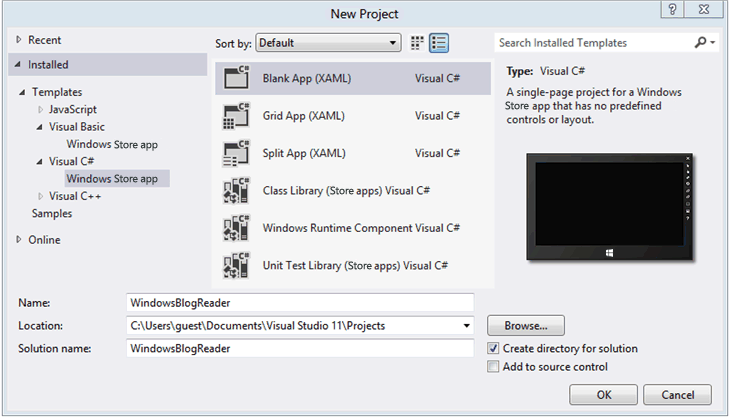 New Project
?
Recent
Installed
Templates
JavaScript
Visual Basic
Windows Store app
Visual C#
Windows Store app
Visual C++
Samples
Online
Sort by: Default
Search Installed Templates
C# Blank App (XAML) Visual C#
C# Grid App (XAML) Visual C#
C# Split App (XAML) Visual C#
C# Class Library (Store apps) Visual C#
C# Windows Runtime Component Visual C#
C# Unit Test Library (Store apps) Visual C#
Type: Visual C#
A single-page project for a Windows
Store app that has no predefined
controls or layout.
Name: WindowsBlogReader
Location: C:\Users\guest\Documents\Visual Studio 11\Projects
Browse...
Solution name: WindowsBlogReader
Create directory for solution
Add to source control
OK
Cancel